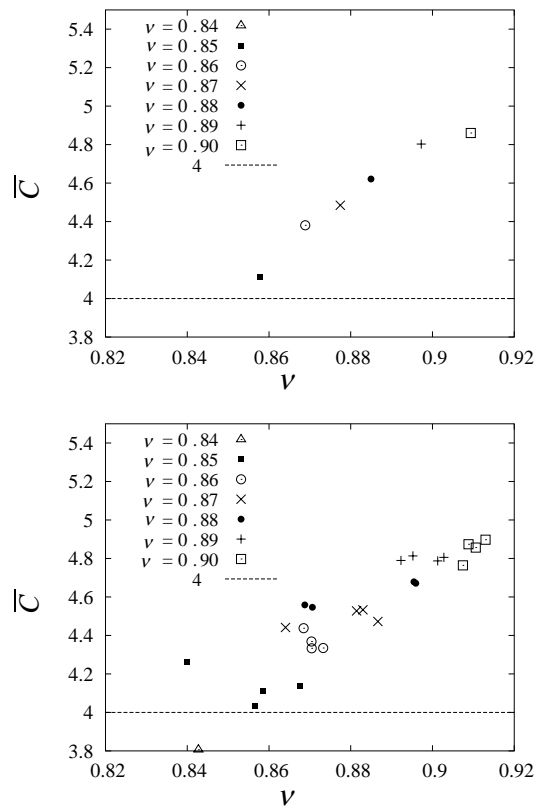 5.4
5.2
5
4.8
4.6
4.4
4.2
4
3.8
C
ν = 0.84
ν = 0.85
ν = 0.86
ν = 0.87
ν = 0.88
ν = 0.89
ν = 0.90
4
0.82 0.84 0.86 0.88 0.9 0.92
ν
5.4
5.2
5
4.8
4.6
4.4
4.2
4
3.8
C
ν = 0.84
ν = 0.85
ν = 0.86
ν = 0.87
ν = 0.88
ν = 0.89
ν = 0.90
4
0.82 0.84 0.86 0.88 0.9 0.92
ν